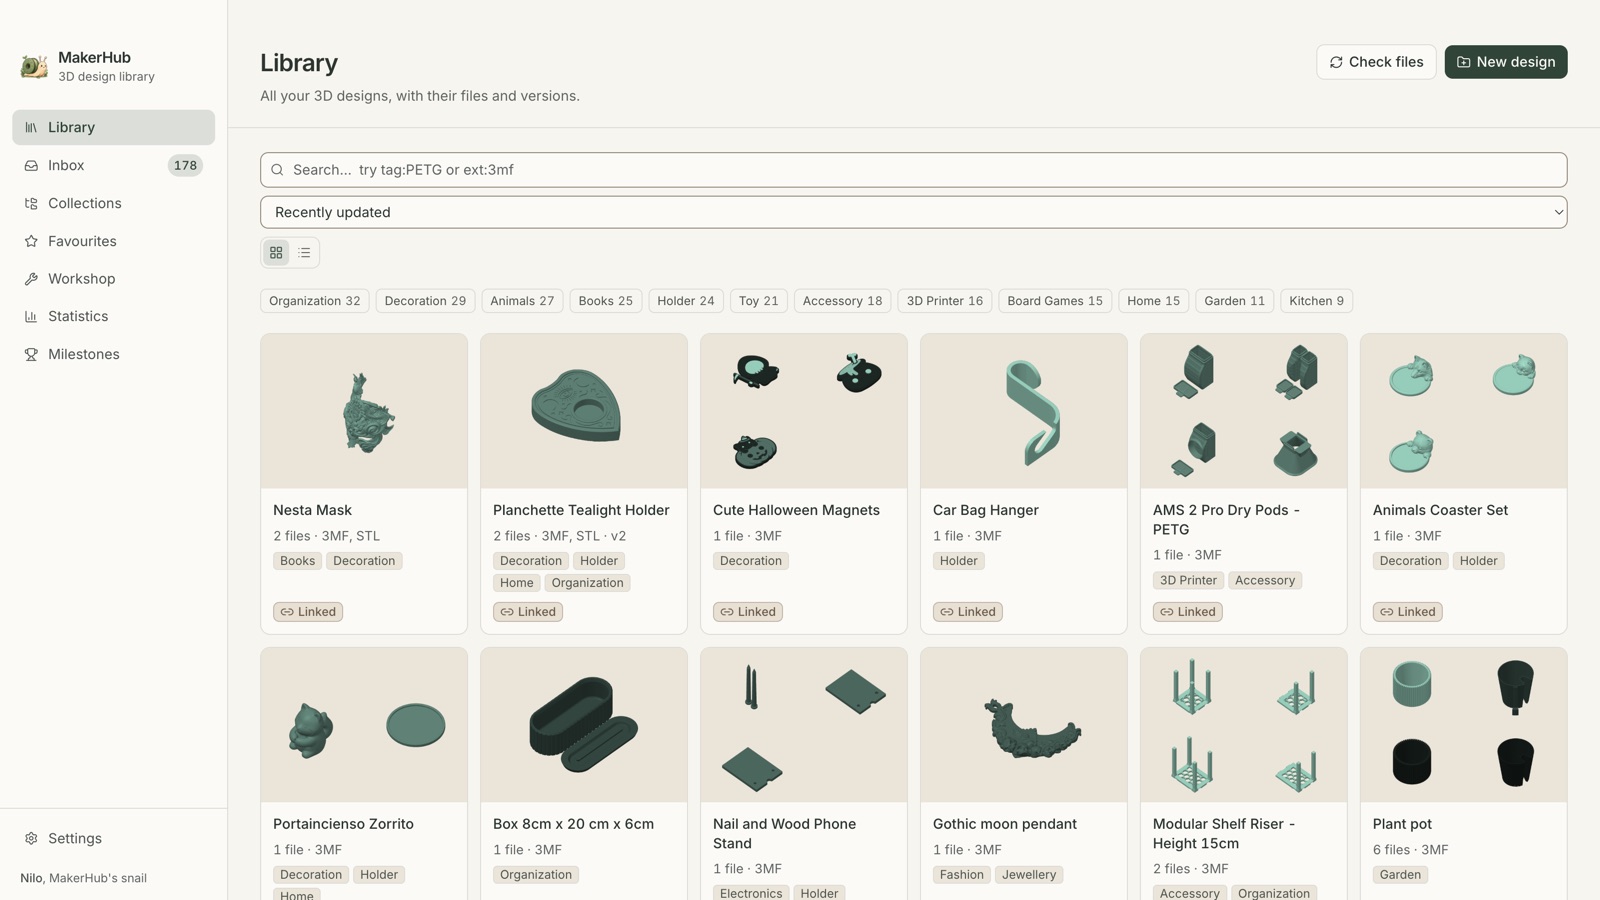 MakerHub
3D design library
Library
Inbox 178
Collections
Favourites
Workshop
Statistics
Milestones
Settings
Nilo, MakerHub's snail
Library
All your 3D designs, with their files and versions.
Check files
New design
Search... try tag:PETG or ext:3mf
Recently updated
Organization 32 Decoration 29 Animals 27 Books 25 Holder 24 Toy 21 Accessory 18 3D Printer 16 Board Games 15 Home 15 Garden 11 Kitchen 9
Nesta Mask
2 files · 3MF, STL
Books Decoration
Linked
Planchette Tealight Holder
2 files · 3MF, STL · v2
Decoration Holder
Home Organization
Linked
Cute Halloween Magnets
1 file · 3MF
Decoration
Linked
Car Bag Hanger
1 file · 3MF
Holder
Linked
AMS 2 Pro Dry Pods -
PETG
1 file · 3MF
3D Printer Accessory
Linked
Animals Coaster Set
1 file · 3MF
Decoration Holder
Linked
Portaincienso Zorrito
1 file · 3MF
Decoration Holder
Home
Box 8cm x 20 cm x 6cm
1 file · 3MF
Organization
Nail and Wood Phone
Stand
1 file · 3MF
Electronics Holder
Gothic moon pendant
1 file · 3MF
Fashion Jewellery
Modular Shelf Riser -
Height 15cm
2 files · 3MF
Accessory Organization
Plant pot
6 files · 3MF
Garden